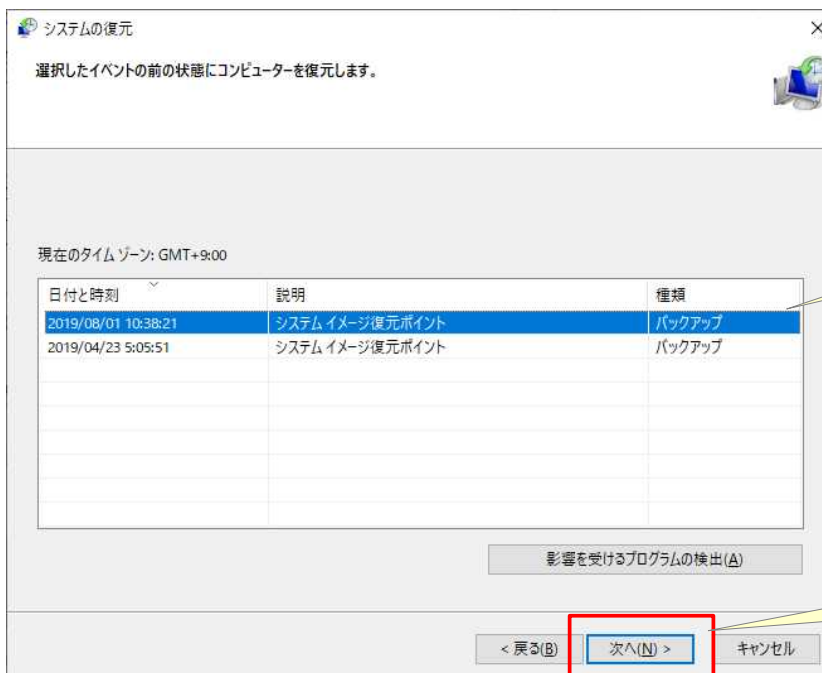 システムの復元
選択したイベントの前の状態にコンピューターを復元します。
現在のタイム ゾーン: GMT+9:00
日付と時刻 説明 種類
2019/08/01 10:38:21 システム イメージ復元ポイント バックアップ
2019/04/23 5:05:51 システム イメージ復元ポイント バックアップ
影響を受けるプログラムの検出(A)
< 戻る(B) 次へ(N) > キャンセル